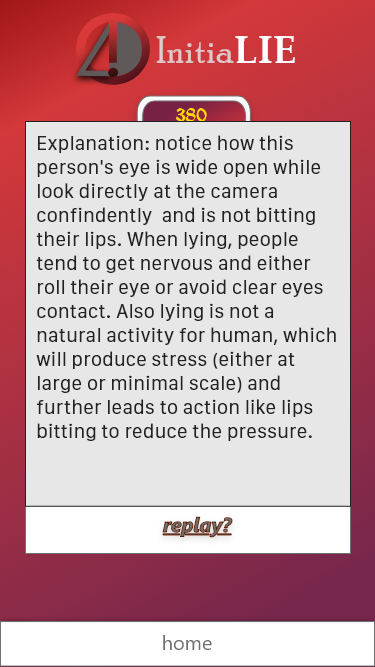 InitiaLIE
380
Explanation: notice how this
person's eye is wide open while
look directly at the camera
confindently  and is not bitting
their lips. When lying, people
tend to get nervous and either
roll their eye or avoid clear eyes
contact. Also lying is not a
natural activity for human, which
will produce stress (either at
large or minimal scale) and
further leads to action like lips
bitting to reduce the pressure.
replay?
home